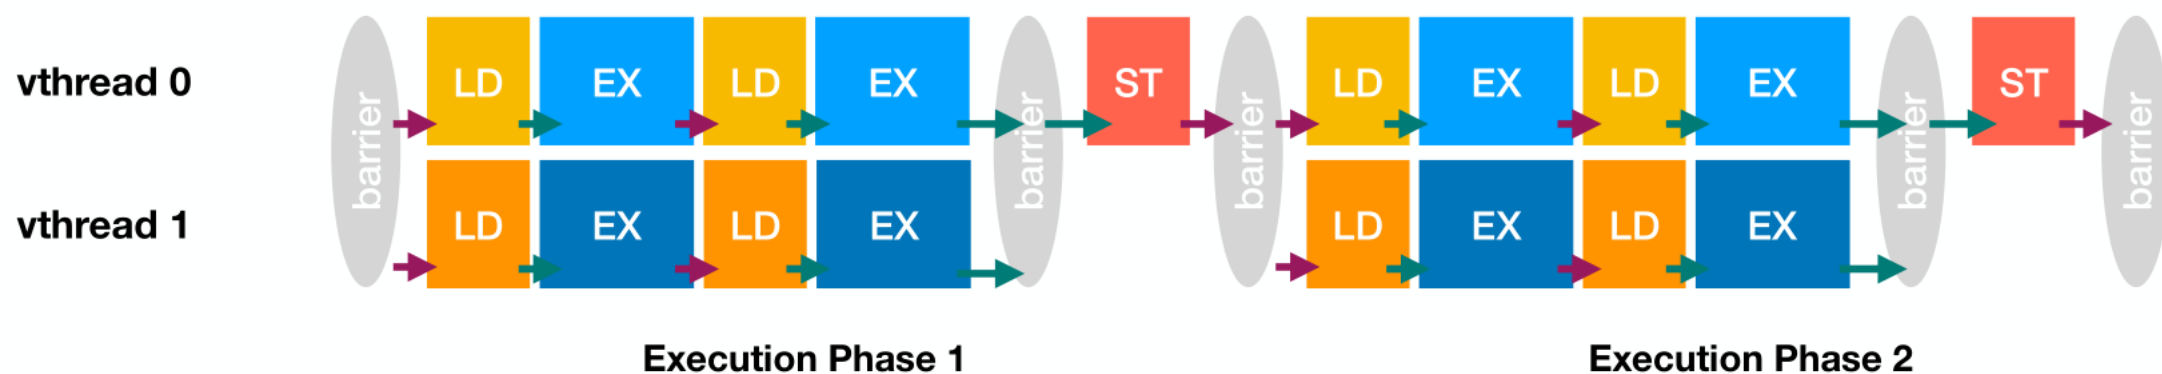 vthread 0 barrier LD EX LD EX barrier ST barrier LD EX LD EX barrier ST barrier
vthread 1 LD EX LD EX LD EX LD EX
Execution Phase 1 Execution Phase 2